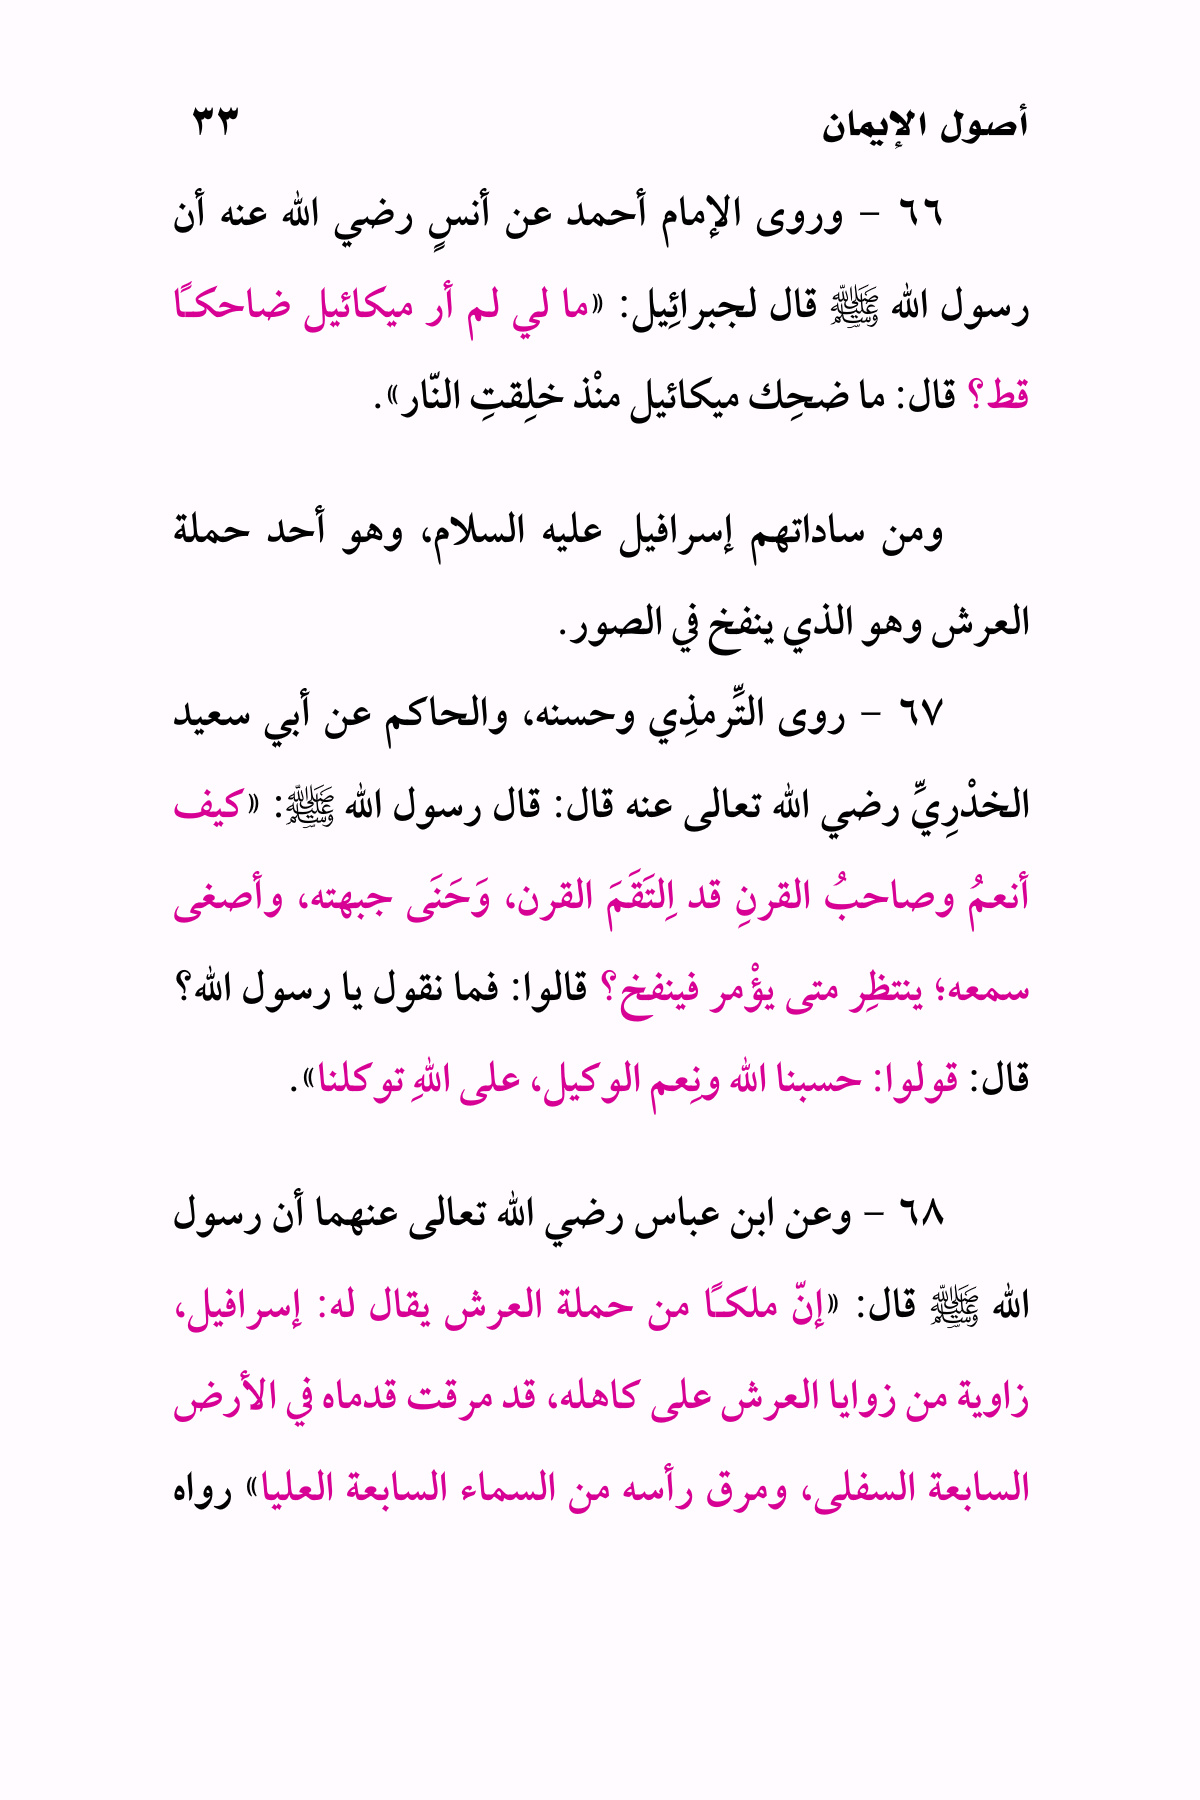 أصول الإيمان ٣٣
٦٦ – وروى الإمام أحمد عن أنسٍ رضي الله عنه أن
رسول الله ﷺ قال لجبرائِيل: «ما لي لم أر ميكائيل ضاحكـًا
قط؟ قال: ما ضحِك ميكائيل منْذ خلِقتِ النّار».
ومن ساداتهم إسرافيل عليه السلام، وهو أحد حملة
العرش وهو الذي ينفخ في الصور.
٦٧ – روى التِّرمذِي وحسنه، والحاكم عن أبي سعيد
الخدْرِيِّ رضي الله تعالى عنه قال: قال رسول الله ﷺ: «كيف
أنعمُ وصاحبُ القرنِ قد اِلتَقَمَ القرن، وَحَنَى جبهته، وأصغى
سمعه؛ ينتظِر متى يؤْمر فينفخ؟ قالوا: فما نقول يا رسول الله؟
قال: قولوا: حسبنا الله ونِعم الوكيل، على اللهِ توكلنا».
٦٨ – وعن ابن عباس رضي الله تعالى عنهما أن رسول
الله ﷺ قال: «إنّ ملكـًا من حملة العرش يقال له: إسرافيل،
زاوية من زوايا العرش على كاهله، قد مرقت قدماه في الأرض
السابعة السفلى، ومرق رأسه من السماء السابعة العليا» رواه